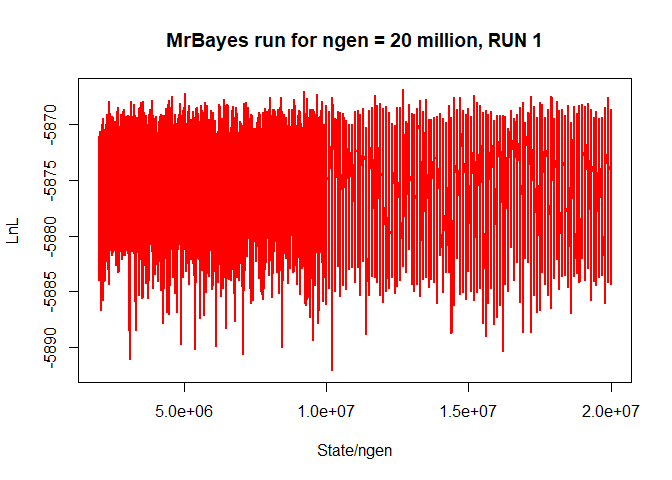 MrBayes run for ngen = 20 million, RUN 1
LnL
-5870
-5875
-5880
-5885
-5890
5.0e+06 1.0e+07 1.5e+07 2.0e+07
State/ngen